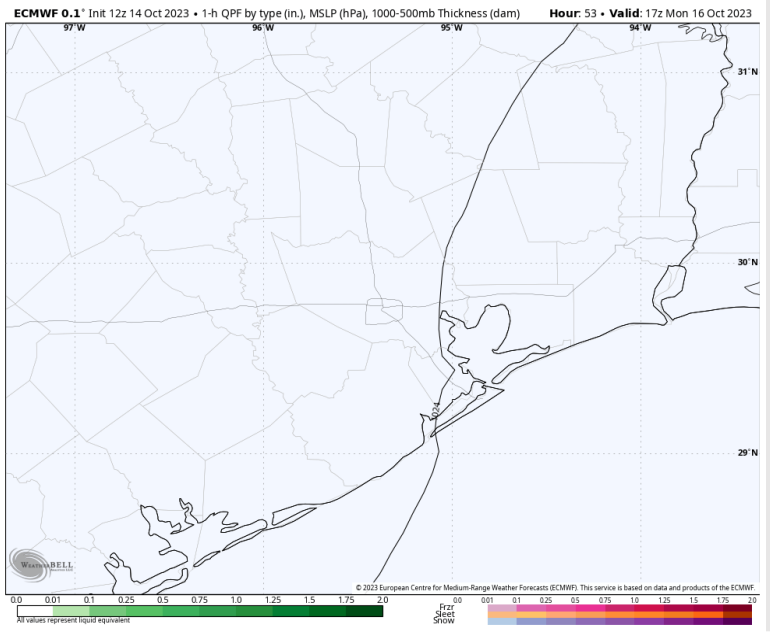 ECMWF 0.1° Init 12z 14 Oct 2023 • 1-h QPF by type (in.), MSLP (hPa), 1000-500mb Thickness (dam) Hour: 53 • Valid: 17z Mon 16 Oct 2023
97°W 96°W 95°W 94°W
31°N
30°N
29°N
WEATHERBELL
© 2023 European Centre for Medium-Range Weather Forecasts (ECMWF). This service is based on data and products of the ECMWF.
0.0 0.01 0.1 0.25 0.5 0.75 1.0 1.25 1.5 1.75 2.0 0.0 0.01 0.1 0.25 0.5 0.75 1.0 1.25 1.5 1.75 2.0
Frzr
Sleet
Snow
All values represent liquid equivalent